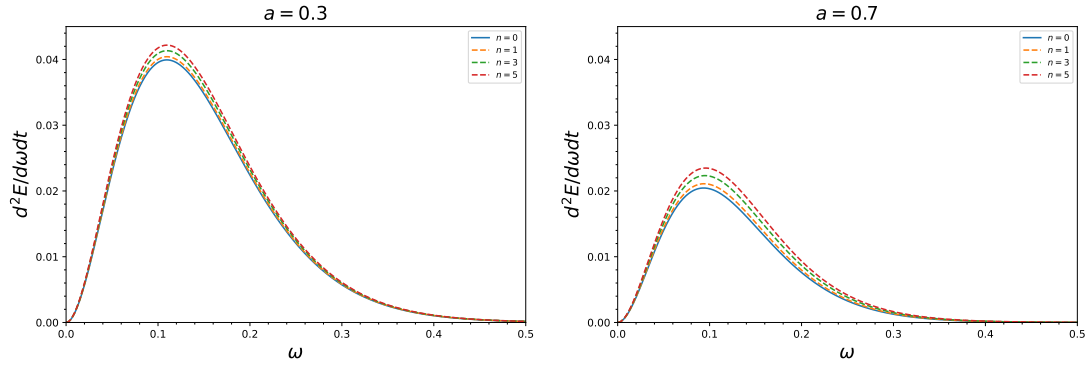 a = 0.3
d²E/dωdt
0.04
0.03
0.02
0.01
0.00
0.0 0.1 0.2 0.3 0.4 0.5
ω
n = 0
n = 1
n = 3
n = 5
a = 0.7
d²E/dωdt
0.04
0.03
0.02
0.01
0.00
0.0 0.1 0.2 0.3 0.4 0.5
ω
n = 0
n = 1
n = 3
n = 5